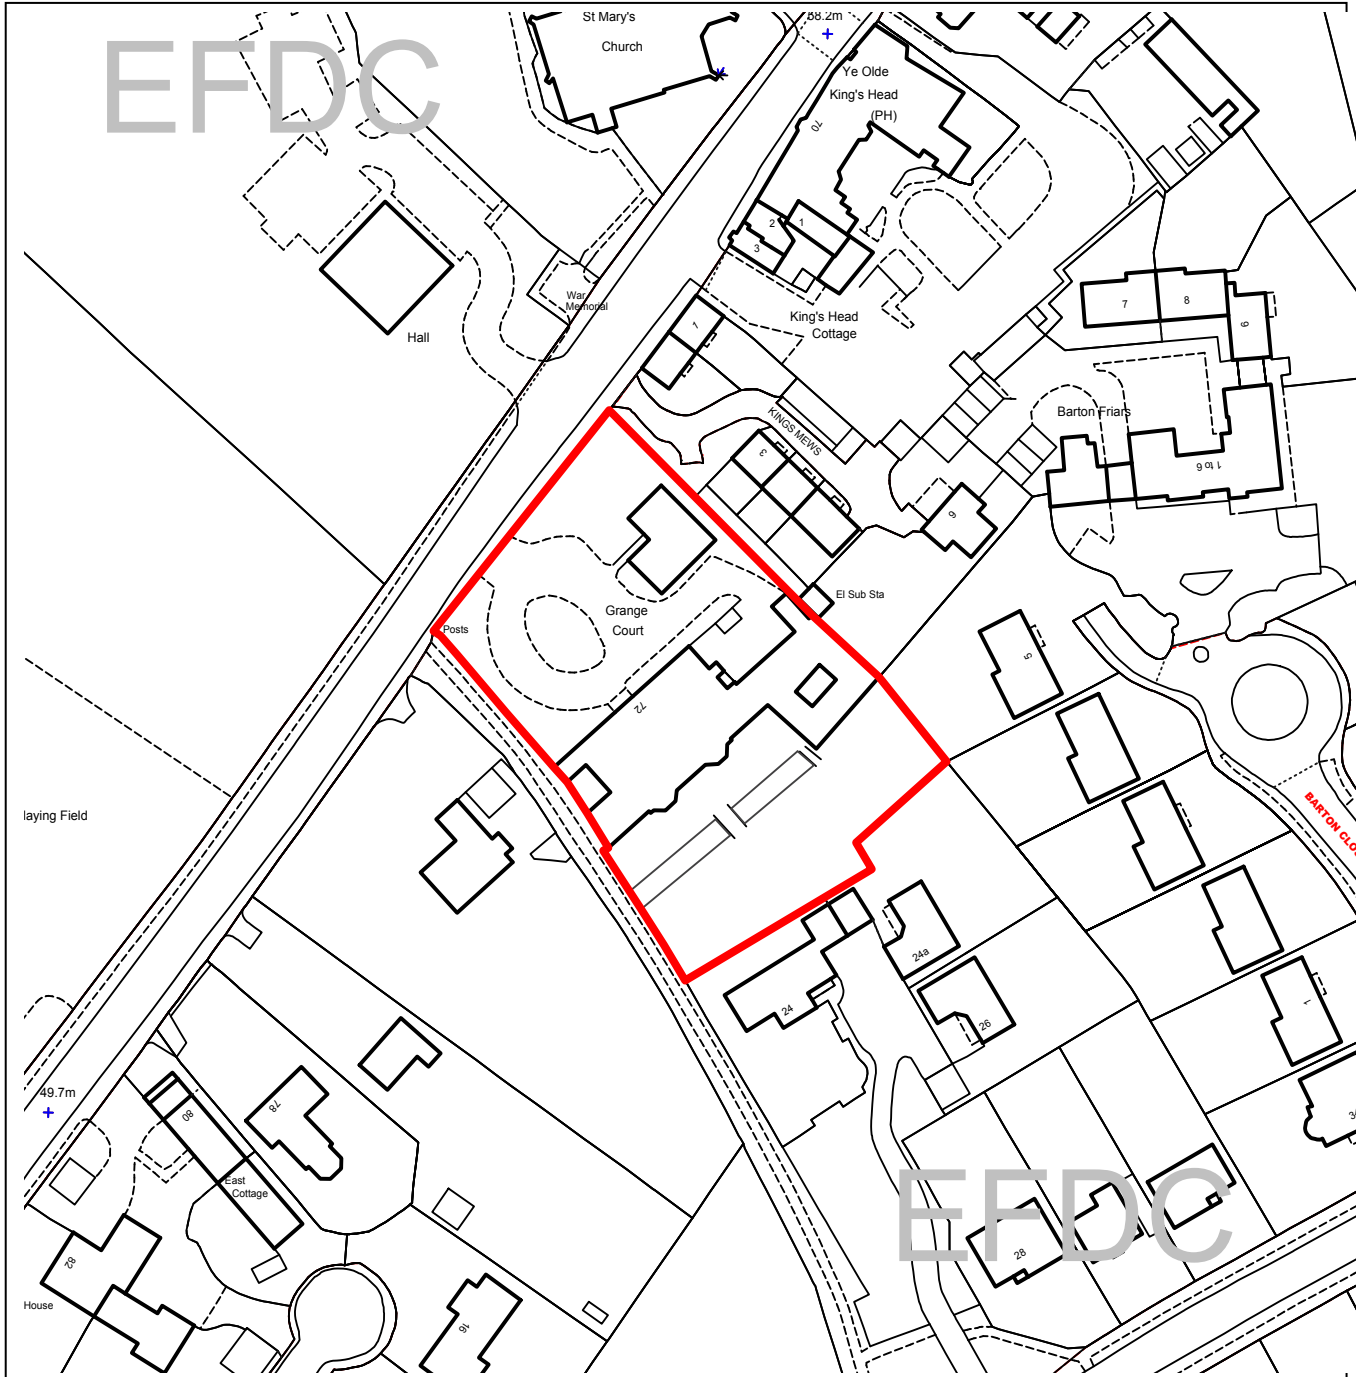 EFDC
St Mary's
Church
58.2m
Ye Olde
King's Head
(PH)
70
2
1
3
War
Memorial
Hall
1
King's Head
Cottage
7
8
9
KINGS MEWS
Barton Friars
3
1 to 6
6
Grange
Court
El Sub Sta
Posts
5
72
laying Field
BARTON CLO
24a
24
26
1
49.7m
80
78
East
Cottage
82
House
16
28
EFDC